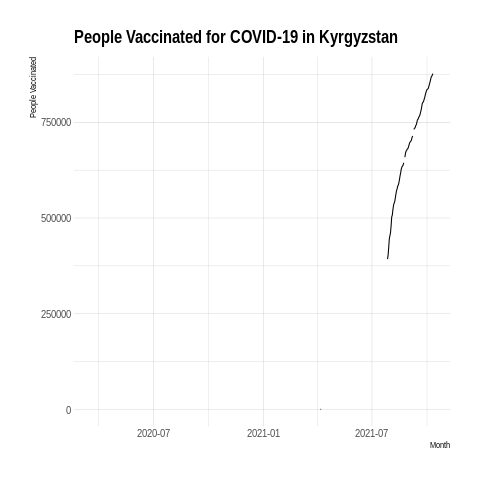 People Vaccinated for COVID-19 in Kyrgyzstan
People Vaccinated
750000
500000
250000
0
2020-07
2021-01
2021-07
Month